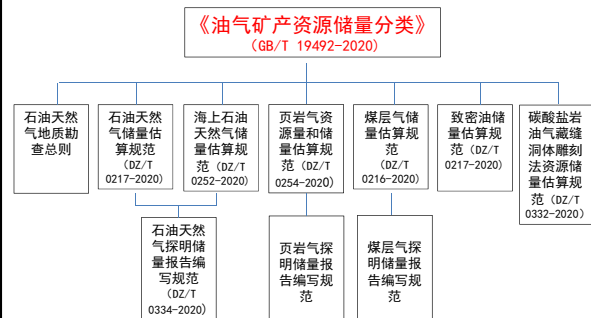 《油气矿产资源储量分类》
(GB/T 19492-2020)
石油天然
气地质勘
查总则
石油天然
气储量估
算规范
(DZ/T
0217-2020)
海上石油
天然气储
量估算规
范（DZ/T
0252-2020)
页岩气资
源量和储
量估算规
范（DZ/T
0254-2020)
煤层气储
量估算规
范
(DZ/T
0216-2020)
致密油储
量估算规
范（DZ/T
0217-2020)
碳酸盐岩
油气藏缝
洞体雕刻
法资源储
量估算规
范（DZ/T
0332-2020)
石油天然
气探明储
量报告编
写规范
(DZ/T
0334-2020)
页岩气探
明储量报
告编写规
范
煤层气探
明储量报
告编写规
范